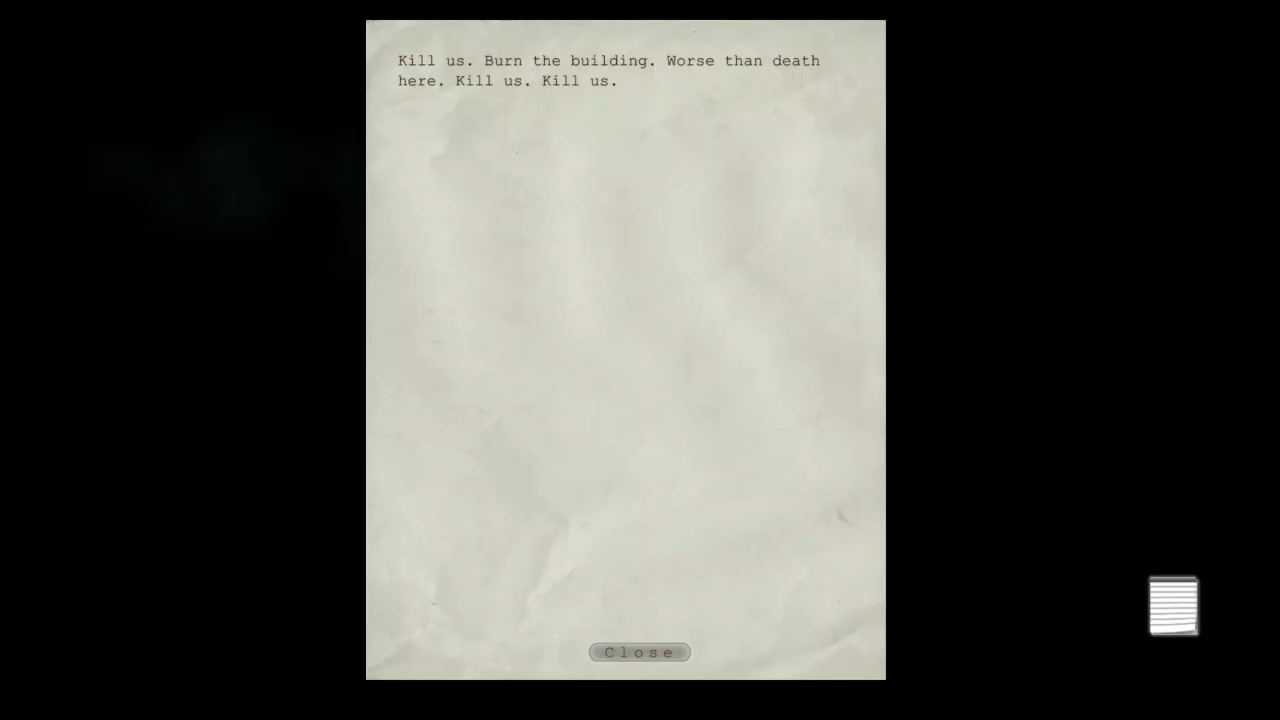 Kill us. Burn the building. Worse than death
here. Kill us. Kill us.
Close